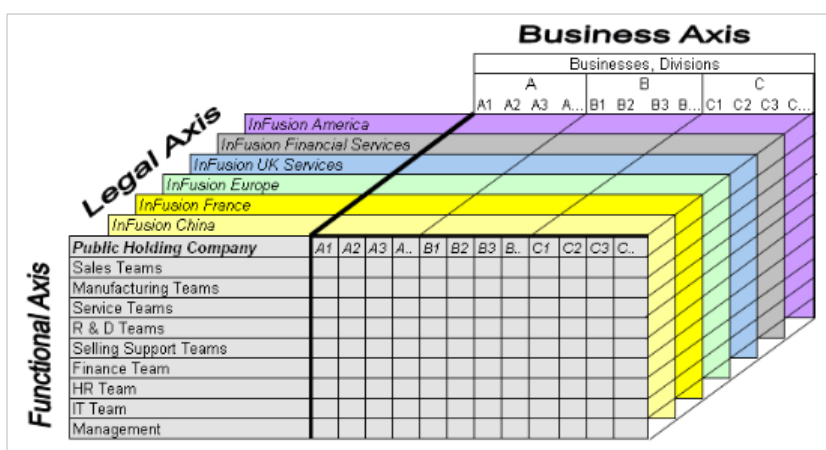 Business Axis
Businesses, Divisions
A B C
A1 A2 A3 A... B1 B2 B3 B... C1 C2 C3 C...
Legal Axis
InFusion America
InFusion Financial Services
InFusion UK Services
InFusion Europe
InFusion France
InFusion China
Functional Axis
Public Holding Company A1 A2 A3 A.. B1 B2 B3 B.. C1 C2 C3 C..
Sales Teams
Manufacturing Teams
Service Teams
R & D Teams
Selling Support Teams
Finance Team
HR Team
IT Team
Management